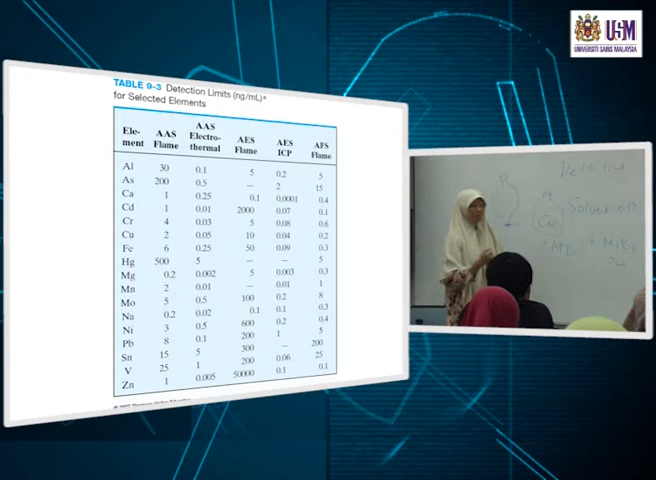 USM
UNIVERSITI SAINS MALAYSIA
TABLE 9-3 Detection Limits (ng/mL)ᵃ
for Selected Elements
AAS
Ele- AAS Electro- AES AES AFS
ment Flame thermal Flame ICP Flame
Al 30 0.1 5 0.2 5
As 200 0.5 — 2 15
Ca 1 0.25 0.1 0.0001 0.4
Cd 1 0.01 2000 0.07 0.1
Cr 4 0.03 5 0.08 0.6
Cu 2 0.05 10 0.04 0.2
Fe 6 0.25 50 0.09 0.3
Hg 500 5 — — 5
Mg 0.2 0.002 5 0.003 0.3
Mn 2 0.01 — 0.01 1
Mo 5 0.5 100 0.2 8
Na 0.2 0.02 0.1 0.1 0.3
Ni 3 0.5 600 0.2 0.4
Pb 8 0.1 200 1 5
Sn 15 5 300 — 200
V 25 1 200 0.06 25
Zn 1 0.005 50000 0.1 0.1
M
Solvent